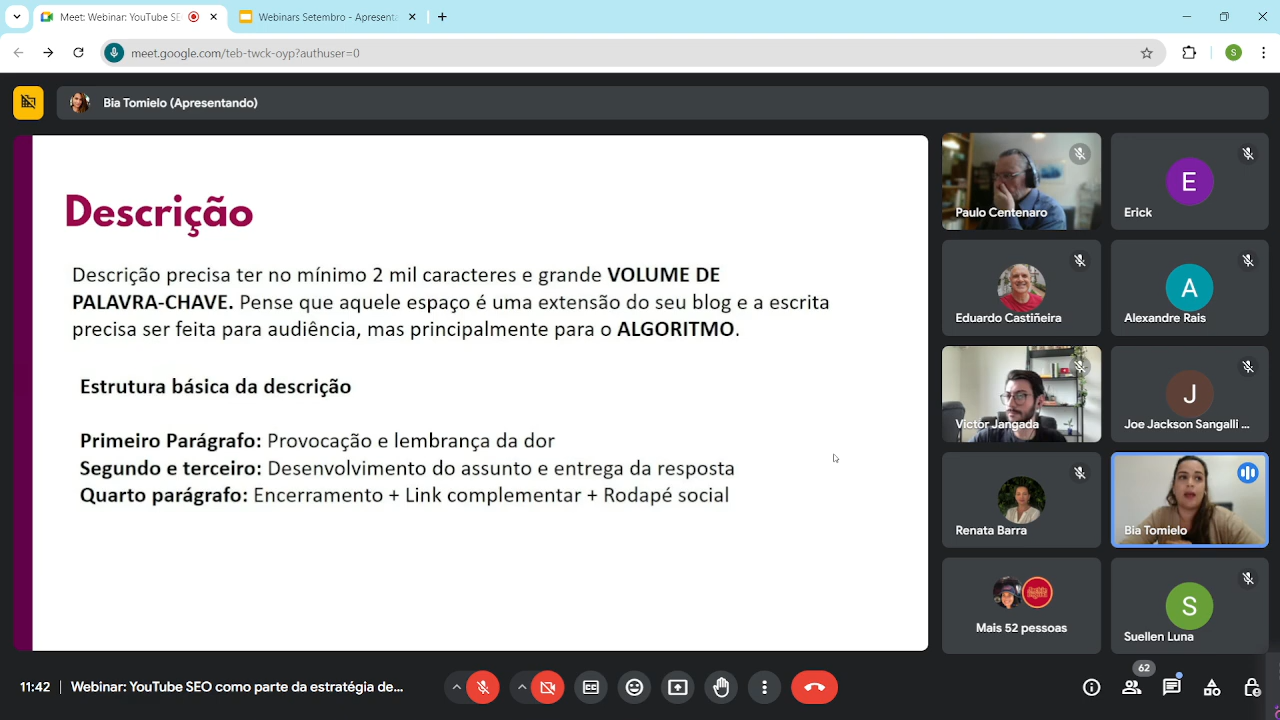 Meet: Webinar: YouTube SE
Webinars Setembro - Apresent
meet.google.com/teb-twck-oyp?authuser=0
S
Bia Tomielo (Apresentando)
Descrição
Descrição precisa ter no mínimo 2 mil caracteres e grande VOLUME DE
PALAVRA-CHAVE. Pense que aquele espaço é uma extensão do seu blog e a escrita
precisa ser feita para audiência, mas principalmente para o ALGORITMO.
Estrutura básica da descrição
Primeiro Parágrafo: Provocação e lembrança da dor
Segundo e terceiro: Desenvolvimento do assunto e entrega da resposta
Quarto parágrafo: Encerramento + Link complementar + Rodapé social
Paulo Centenaro
E
Erick
Eduardo Castiñeira
A
Alexandre Rais
Victor Jangada
J
Joe Jackson Sangalli ...
Renata Barra
Bia Tomielo
Mais 52 pessoas
S
Suellen Luna
11:42 | Webinar: YouTube SEO como parte da estratégia de...
62